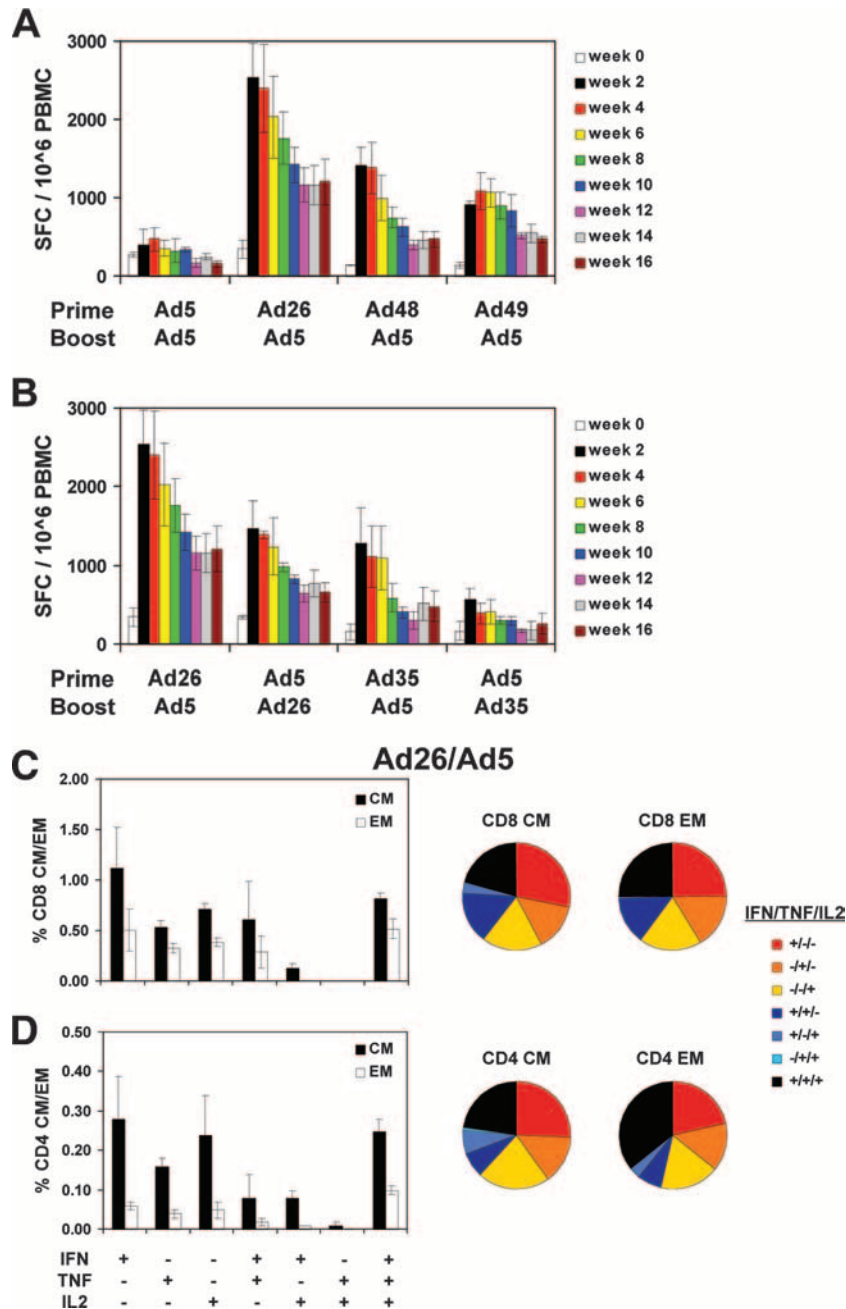 A
SFC / 10^6 PBMC
3000
2000
1000
0
week 0
week 2
week 4
week 6
week 8
week 10
week 12
week 14
week 16
Prime Ad5 Ad26 Ad48 Ad49
Boost Ad5 Ad5 Ad5 Ad5
B
SFC / 10^6 PBMC
3000
2000
1000
0
week 0
week 2
week 4
week 6
week 8
week 10
week 12
week 14
week 16
Prime Ad26 Ad5 Ad35 Ad5
Boost Ad5 Ad26 Ad5 Ad35
Ad26/Ad5
C
% CD8 CM/EM
2.00
1.50
1.00
0.50
0.00
CM
EM
CD8 CM
CD8 EM
IFN/TNF/IL2
+/-/-
-/+/-
-/-/+
+/+/-
+/-/+
-/+/+
+/+/+
D
% CD4 CM/EM
0.50
0.40
0.30
0.20
0.10
0.00
CM
EM
CD4 CM
CD4 EM
IFN + - - + + - +
TNF - + - + - + +
IL2 - - + - + + +